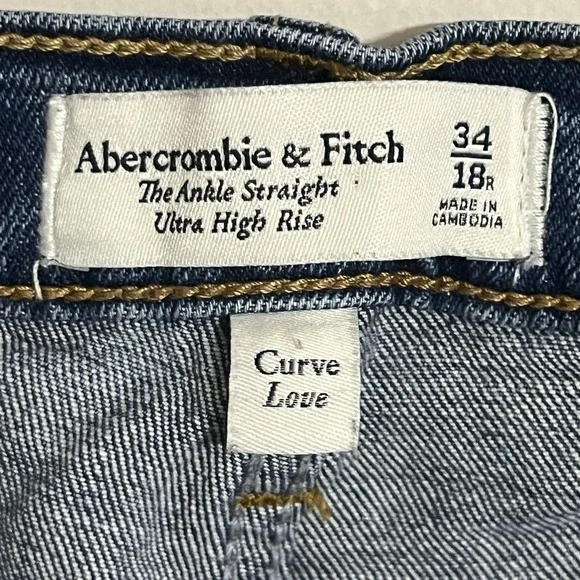 Abercrombie & Fitch
The Ankle Straight
Ultra High Rise
34
18R
MADE IN
CAMBODIA
Curve
Love